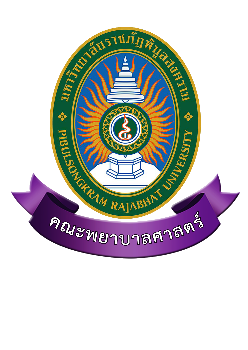 มหาวิทยาลัยราชภัฏพิบูลสงคราม
PIBULSONGKRAM RAJABHAT UNIVERSITY
คณะพยาบาลศาสตร์